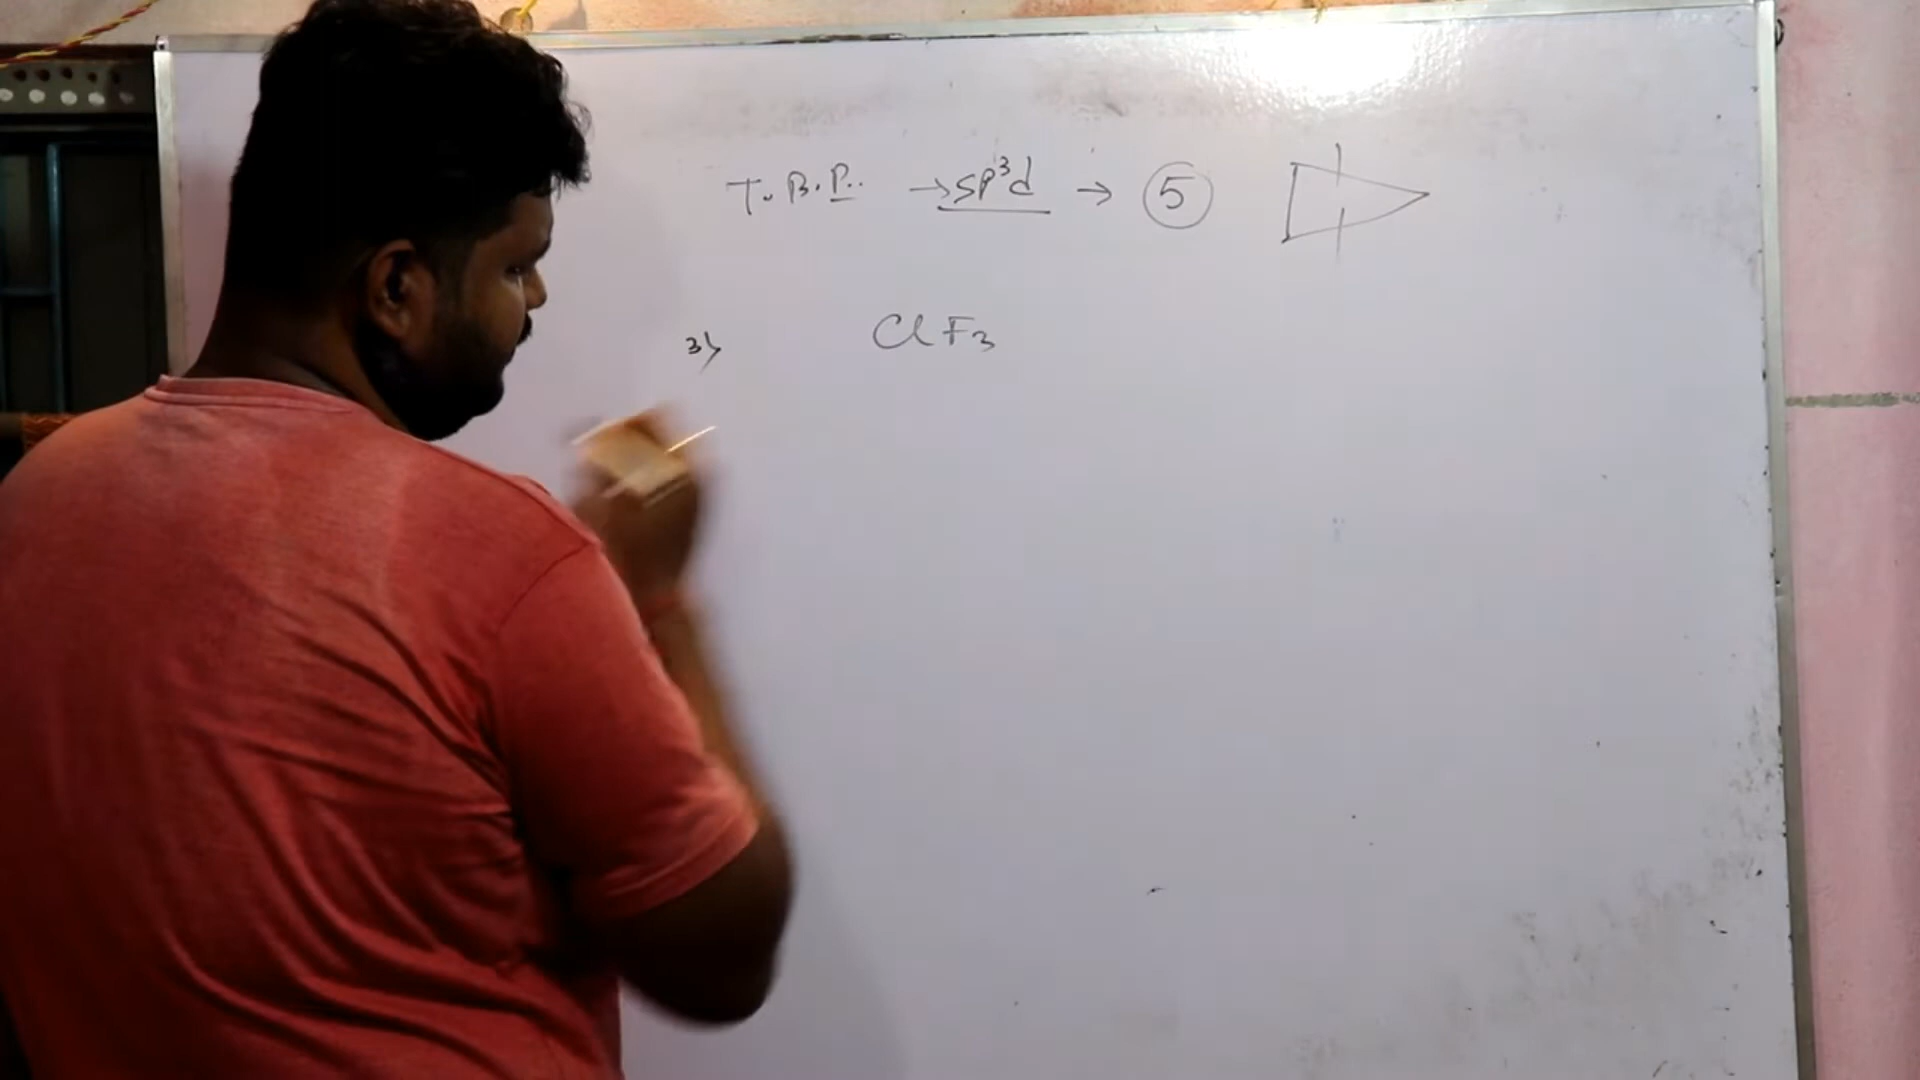 T.B.P.. → sp³d → 5
3) ClF₃